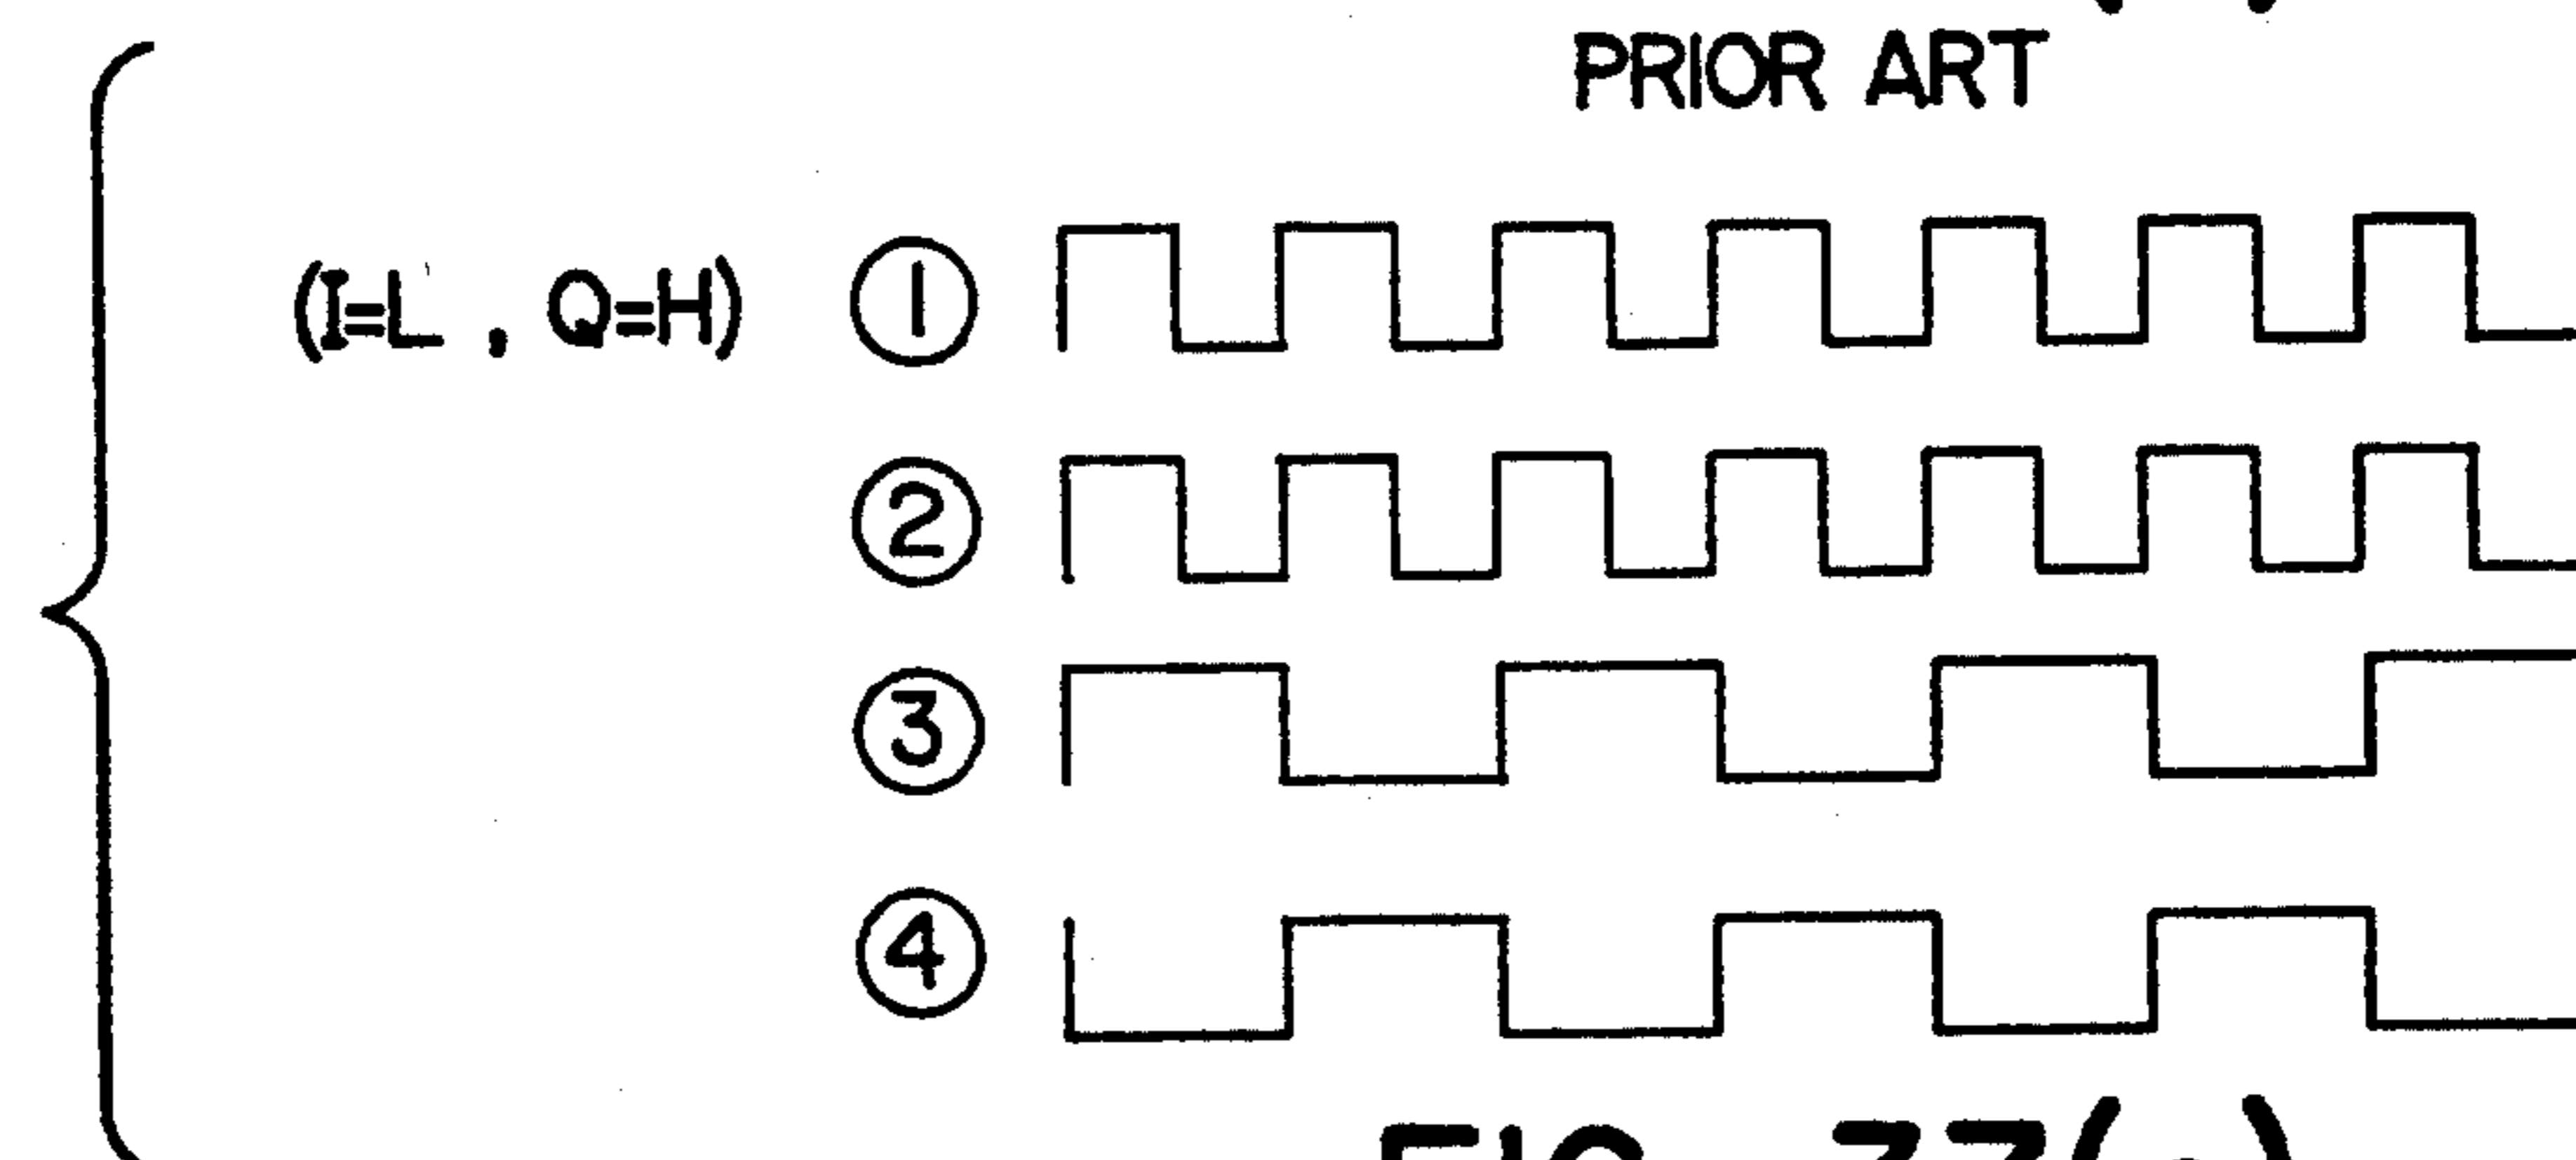 PRIOR ART
(I=L , Q=H) ①
②
③
④